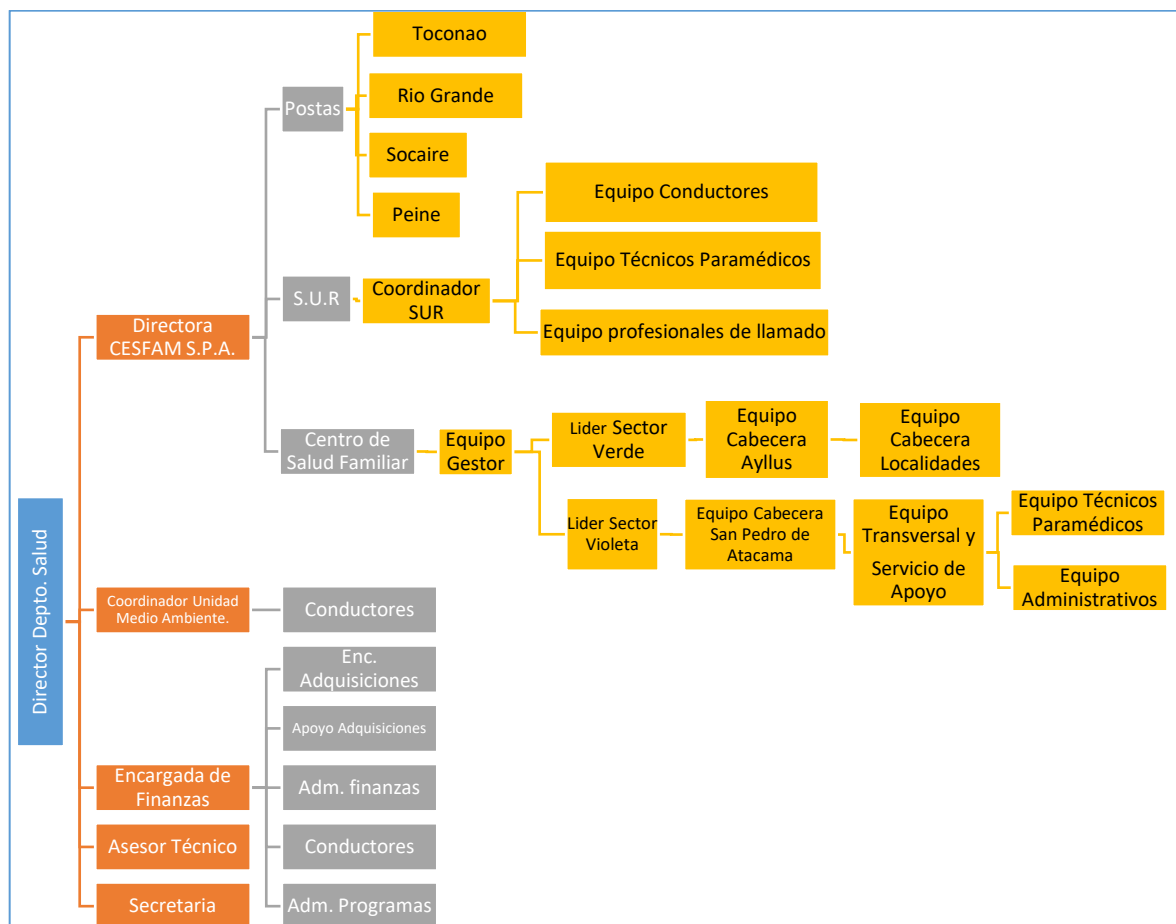 Toconao
Rio Grande
Postas
Socaire
Peine
Equipo Conductores
Equipo Técnicos Paramédicos
S.U.R
Coordinador
SUR
Equipo profesionales de llamado
Directora
CESFAM S.P.A.
Centro de
Salud Familiar
Equipo
Gestor
Lider Sector
Verde
Equipo
Cabecera
Ayllus
Equipo
Cabecera
Localidades
Lider Sector
Violeta
Equipo Cabecera
San Pedro de
Atacama
Equipo
Transversal y
Servicio de
Apoyo
Equipo Técnicos
Paramédicos
Equipo
Administrativos
Director Depto. Salud
Coordinador Unidad
Medio Ambiente.
Conductores
Enc.
Adquisiciones
Apoyo Adquisiciones
Encargada de
Finanzas
Adm. finanzas
Asesor Técnico
Conductores
Secretaria
Adm. Programas